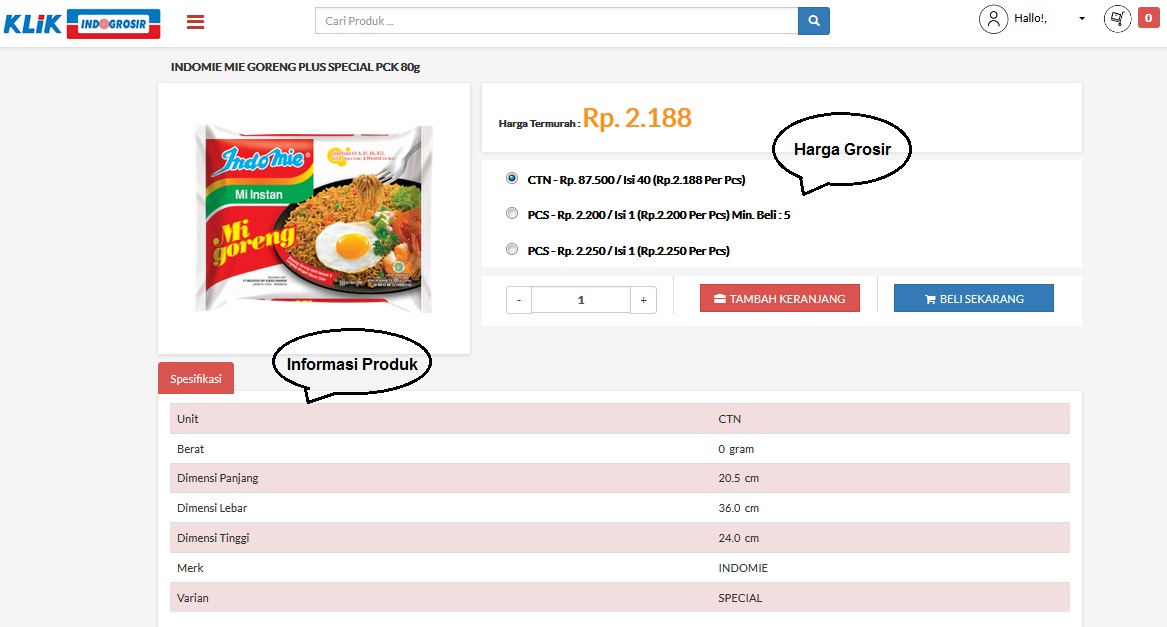 KLiK INDOGROSIR
Cari Produk ...
Hallo!,
0
INDOMIE MIE GORENG PLUS SPECIAL PCK 80g
Indomie
Mi Instan
Mi
goreng
Harga Termurah : Rp. 2.188
Harga Grosir
CTN - Rp. 87.500 / Isi 40 (Rp.2.188 Per Pcs)
PCS - Rp. 2.200 / Isi 1 (Rp.2.200 Per Pcs) Min. Beli : 5
PCS - Rp. 2.250 / Isi 1 (Rp.2.250 Per Pcs)
- 1 +
TAMBAH KERANJANG
BELI SEKARANG
Informasi Produk
Spesifikasi
Unit CTN
Berat 0 gram
Dimensi Panjang 20.5 cm
Dimensi Lebar 36.0 cm
Dimensi Tinggi 24.0 cm
Merk INDOMIE
Varian SPECIAL